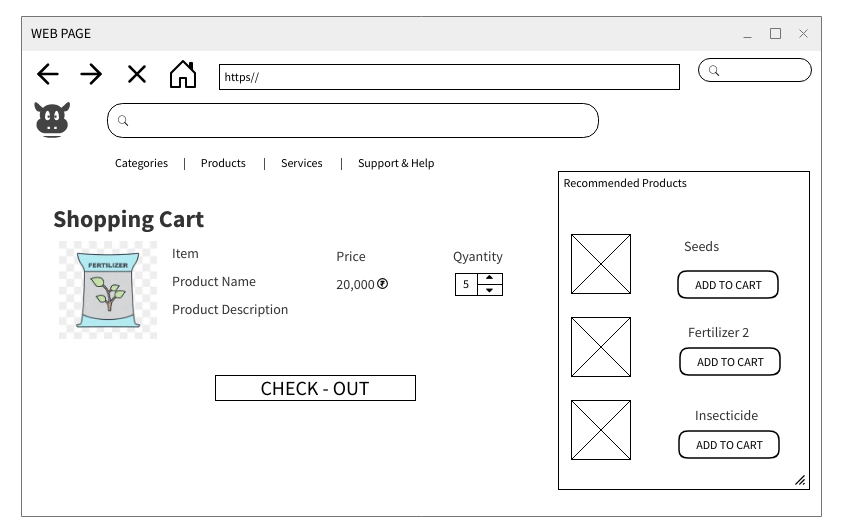 WEB PAGE
https//
Categories | Products | Services | Support & Help
Recommended Products
Shopping Cart
FERTILIZER
Item
Product Name
Product Description
Price
20,000
Qyantity
5
CHECK - OUT
Seeds
ADD TO CART
Fertilizer 2
ADD TO CART
Insecticide
ADD TO CART